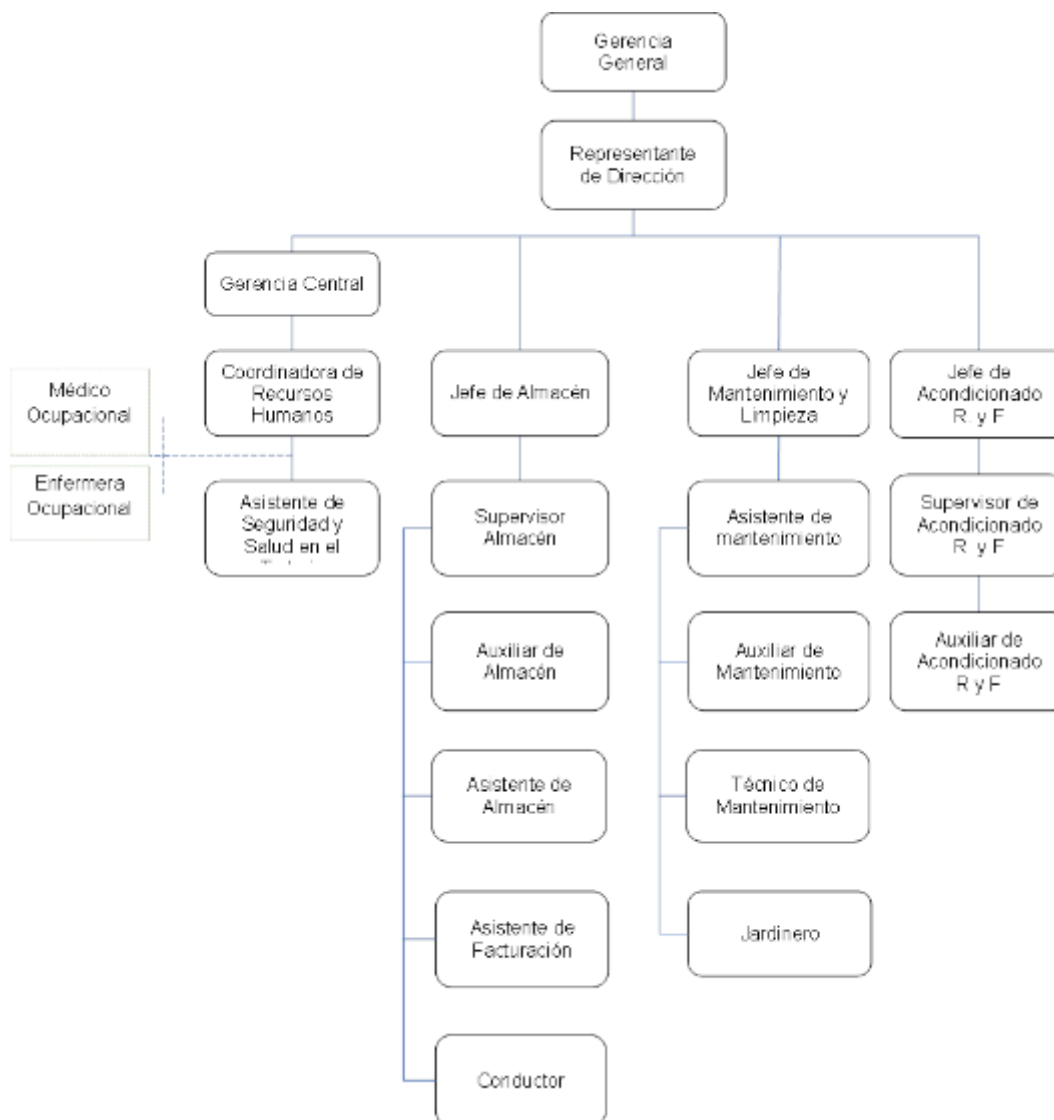 Gerencia
General
Representante
de Dirección
Gerencia Central
Médico
Ocupacional
Enfermera
Ocupacional
Coordinadora de
Recursos
Humanos
Asistente de
Seguridad y
Salud en el
Jefe de Almacén
Supervisor
Almacén
Auxiliar de
Almacén
Asistente de
Almacén
Asistente de
Facturación
Conductor
Jefe de
Mantenimiento y
Limpieza
Asistente de
mantenimiento
Auxiliar de
Mantenimiento
Técnico de
Mantenimiento
Jardinero
Jefe de
Acondicionado
R. y F
Supervisor de
Acondicionado
R. y F
Auxiliar de
Acondicionado
R y F